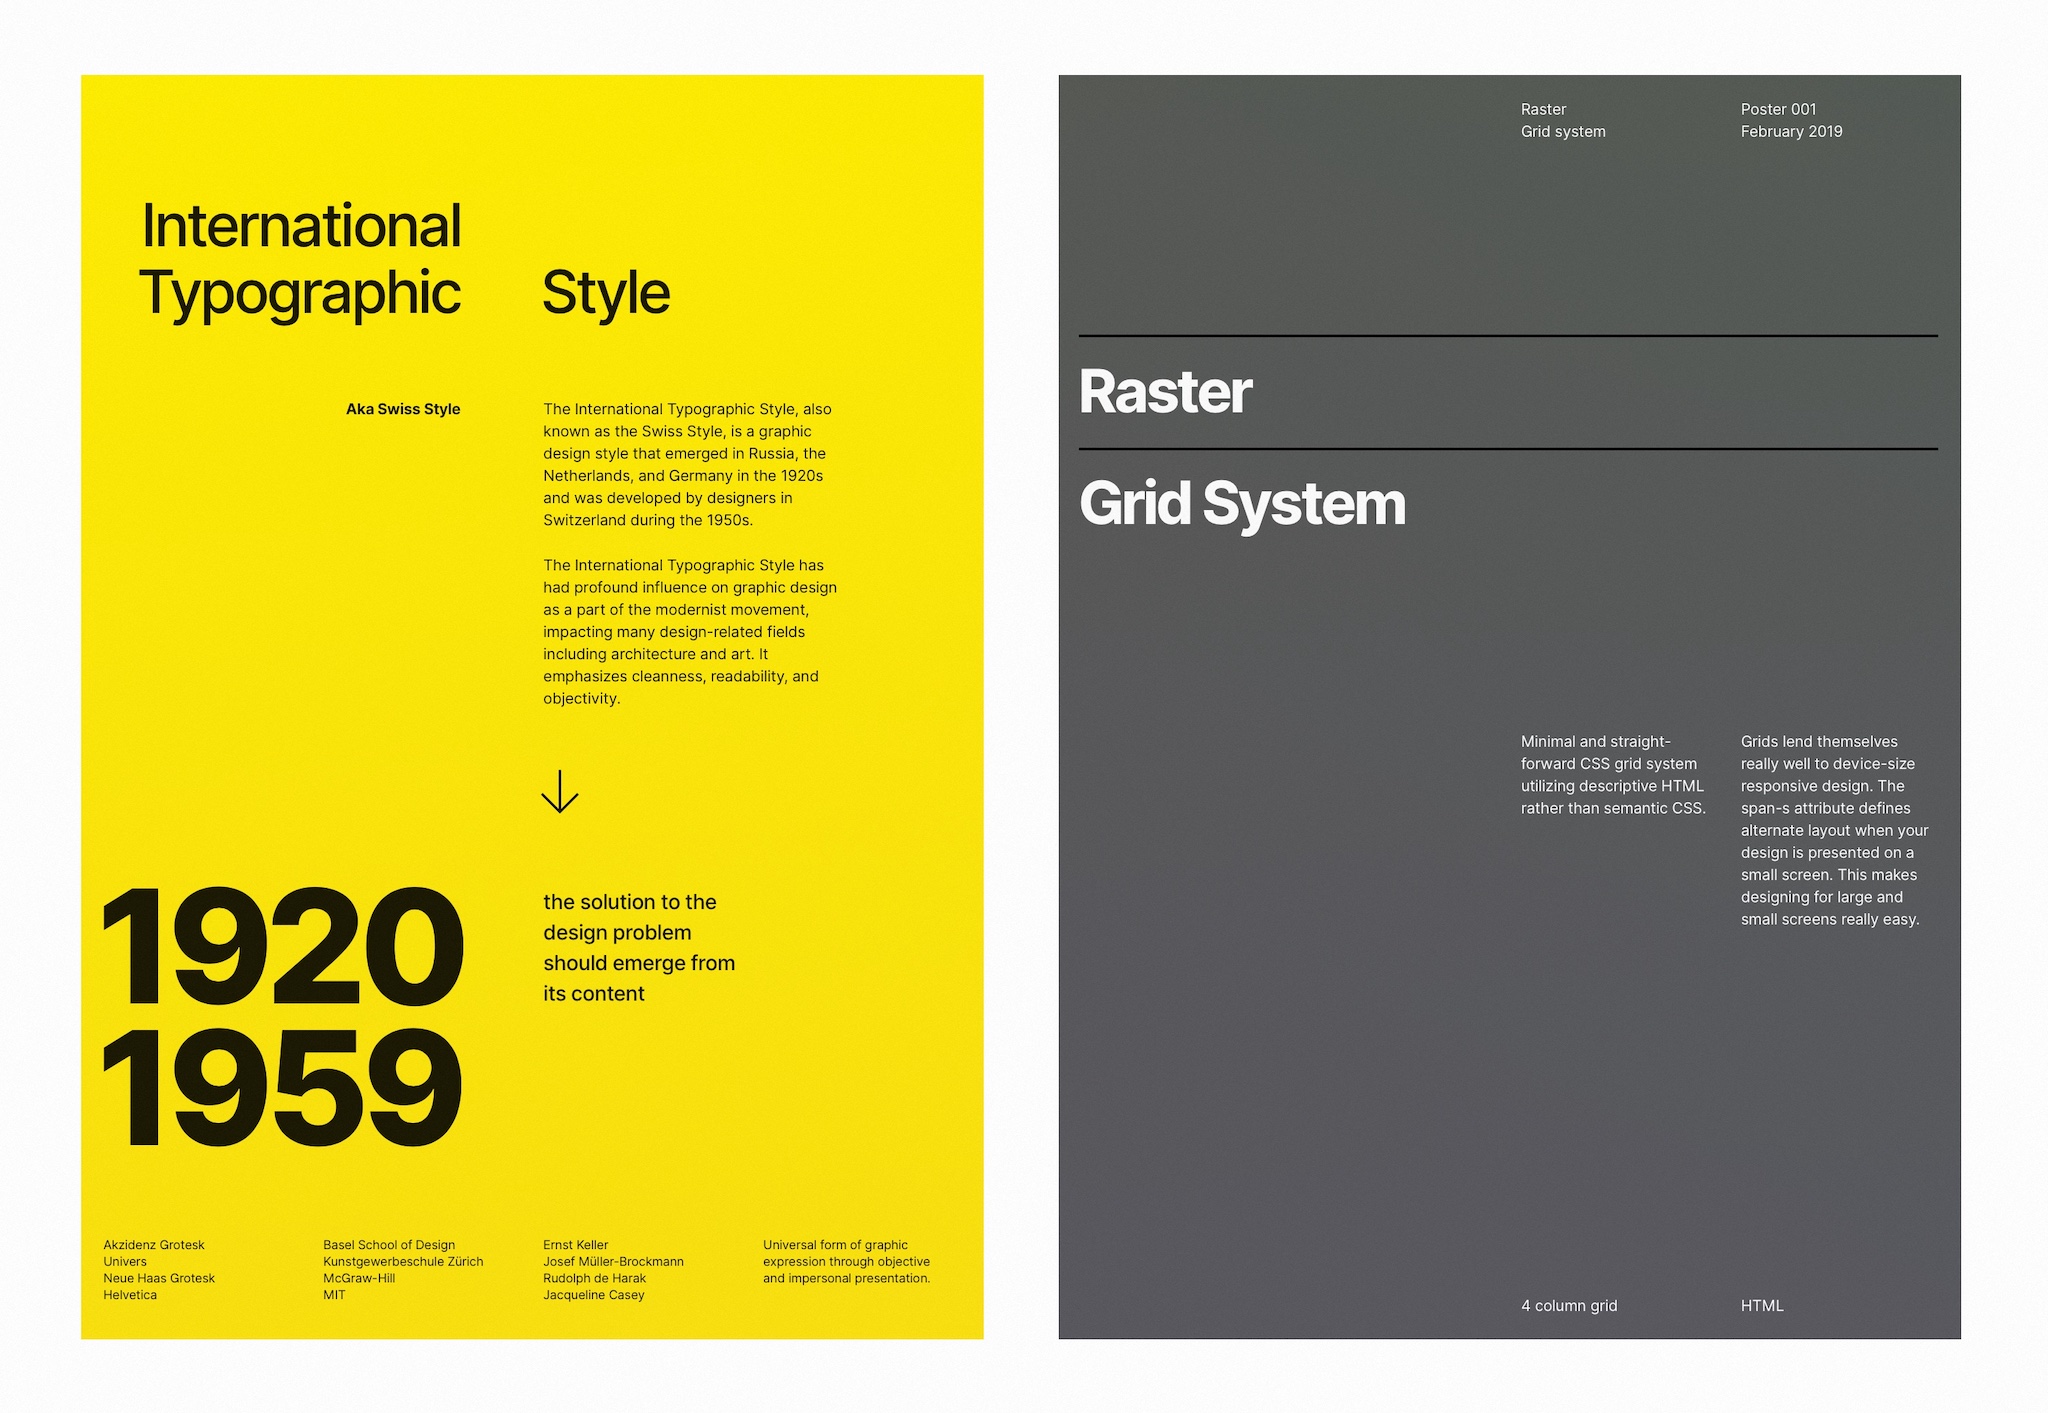 International
Typographic Style
Aka Swiss Style
The International Typographic Style, also
known as the Swiss Style, is a graphic
design style that emerged in Russia, the
Netherlands, and Germany in the 1920s
and was developed by designers in
Switzerland during the 1950s.
The International Typographic Style has
had profound influence on graphic design
as a part of the modernist movement,
impacting many design-related fields
including architecture and art. It
emphasizes cleanness, readability, and
objectivity.
1920
1959
the solution to the
design problem
should emerge from
its content
Akzidenz Grotesk
Univers
Neue Haas Grotesk
Helvetica
Basel School of Design
Kunstgewerbeschule Zürich
McGraw-Hill
MIT
Ernst Keller
Josef Müller-Brockmann
Rudolph de Harak
Jacqueline Casey
Universal form of graphic
expression through objective
and impersonal presentation.
Raster
Grid system
Poster 001
February 2019
Raster
Grid System
Minimal and straight-
forward CSS grid system
utilizing descriptive HTML
rather than semantic CSS.
Grids lend themselves
really well to device-size
responsive design. The
span-s attribute defines
alternate layout when your
design is presented on a
small screen. This makes
designing for large and
small screens really easy.
4 column grid
HTML